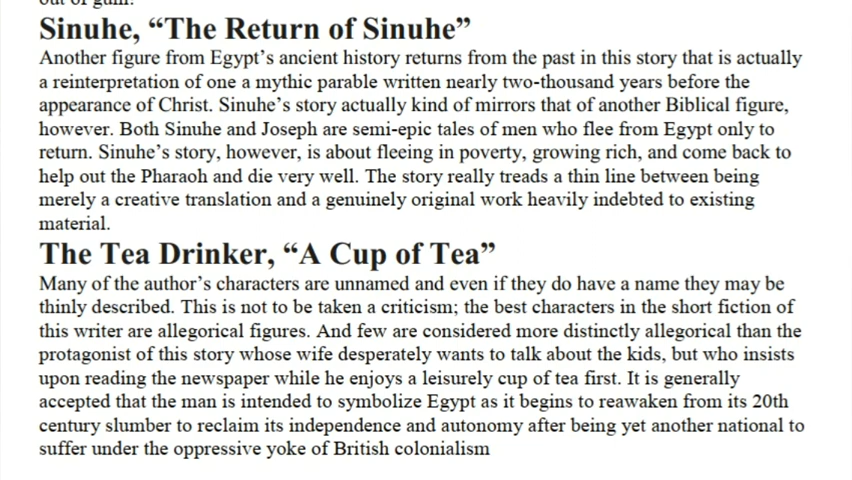 out of gum!
Sinuhe, “The Return of Sinuhe”
Another figure from Egypt’s ancient history returns from the past in this story that is actually
a reinterpretation of one a mythic parable written nearly two-thousand years before the
appearance of Christ. Sinuhe’s story actually kind of mirrors that of another Biblical figure,
however. Both Sinuhe and Joseph are semi-epic tales of men who flee from Egypt only to
return. Sinuhe’s story, however, is about fleeing in poverty, growing rich, and come back to
help out the Pharaoh and die very well. The story really treads a thin line between being
merely a creative translation and a genuinely original work heavily indebted to existing
material.
The Tea Drinker, “A Cup of Tea”
Many of the author’s characters are unnamed and even if they do have a name they may be
thinly described. This is not to be taken a criticism; the best characters in the short fiction of
this writer are allegorical figures. And few are considered more distinctly allegorical than the
protagonist of this story whose wife desperately wants to talk about the kids, but who insists
upon reading the newspaper while he enjoys a leisurely cup of tea first. It is generally
accepted that the man is intended to symbolize Egypt as it begins to reawaken from its 20th
century slumber to reclaim its independence and autonomy after being yet another national to
suffer under the oppressive yoke of British colonialism